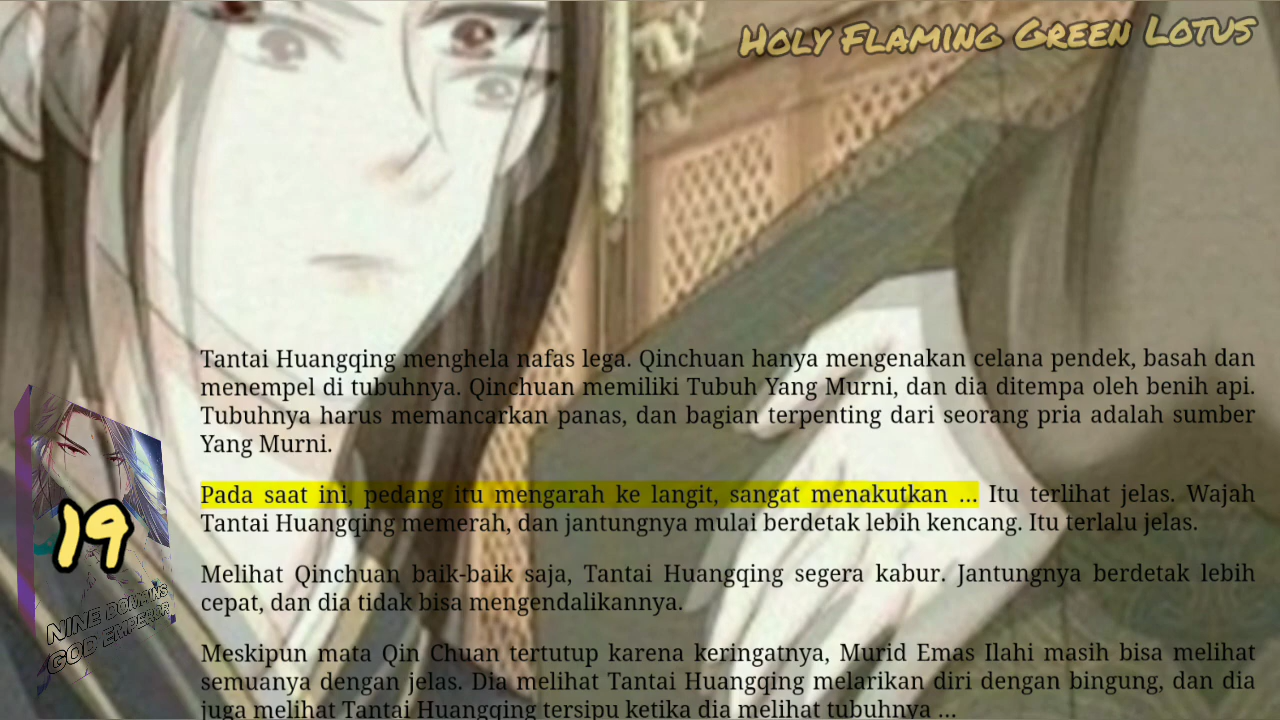 Holy Flaming Green Lotus
Tantai Huangqing menghela nafas lega. Qinchuan hanya mengenakan celana pendek, basah dan
menempel di tubuhnya. Qinchuan memiliki Tubuh Yang Murni, dan dia ditempa oleh benih api.
Tubuhnya harus memancarkan panas, dan bagian terpenting dari seorang pria adalah sumber
Yang Murni.
Pada saat ini, pedang itu mengarah ke langit, sangat menakutkan ... Itu terlihat jelas. Wajah
Tantai Huangqing memerah, dan jantungnya mulai berdetak lebih kencang. Itu terlalu jelas.
Melihat Qinchuan baik-baik saja, Tantai Huangqing segera kabur. Jantungnya berdetak lebih
cepat, dan dia tidak bisa mengendalikannya.
Meskipun mata Qin Chuan tertutup karena keringatnya, Murid Emas Ilahi masih bisa melihat
semuanya dengan jelas. Dia melihat Tantai Huangqing melarikan diri dengan bingung, dan dia
juga melihat Tantai Huangqing tersipu ketika dia melihat tubuhnya ...
19
NINE DOMAINS
GOD EMPEROR